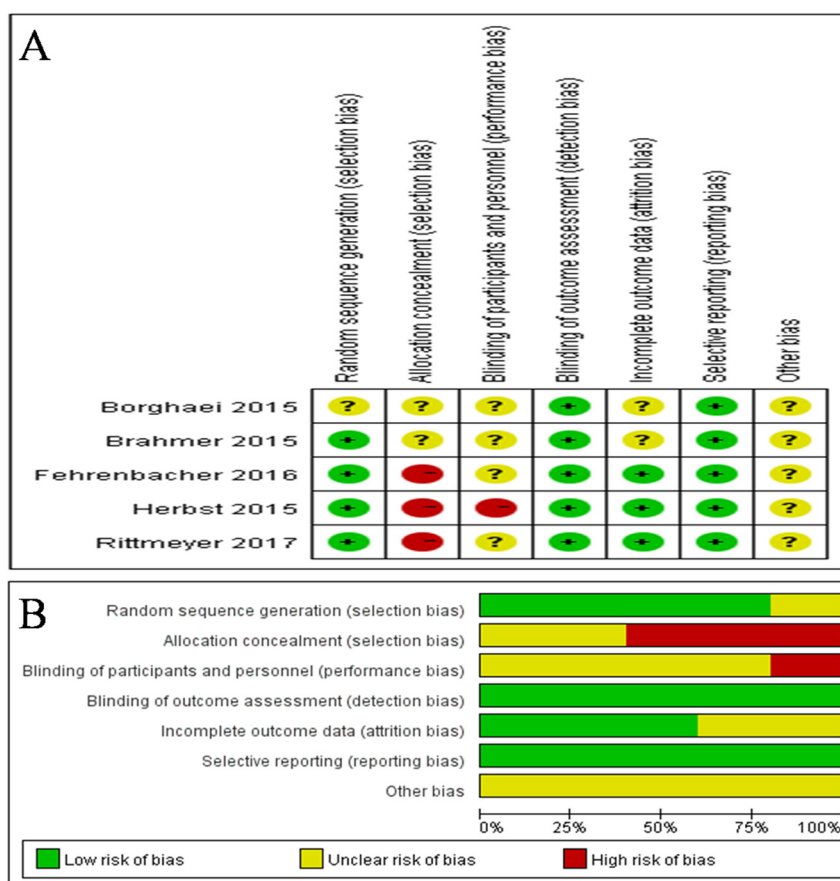 A
Random sequence generation (selection bias)
Allocation concealment (selection bias)
Blinding of participants and personnel (performance bias)
Blinding of outcome assessment (detection bias)
Incomplete outcome data (attrition bias)
Selective reporting (reporting bias)
Other bias
Borghaei 2015 ? ? ? + ? + ?
Brahmer 2015 + ? ? + ? + ?
Fehrenbacher 2016 + - ? + + + ?
Herbst 2015 + - - + + + ?
Rittmeyer 2017 + - ? + + + ?
B
Random sequence generation (selection bias)
Allocation concealment (selection bias)
Blinding of participants and personnel (performance bias)
Blinding of outcome assessment (detection bias)
Incomplete outcome data (attrition bias)
Selective reporting (reporting bias)
Other bias
0% 25% 50% 75% 100%
Low risk of bias Unclear risk of bias High risk of bias